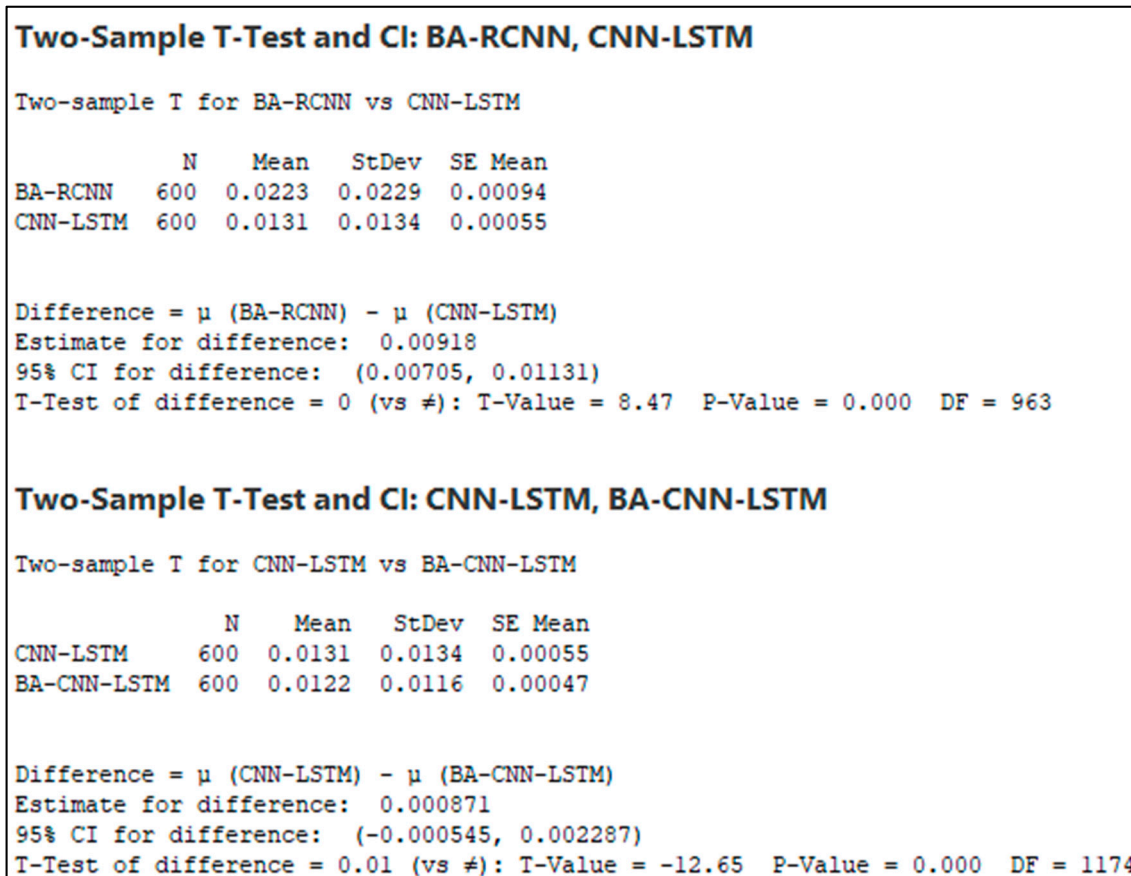 Two-Sample T-Test and CI: BA-RCNN, CNN-LSTM
Two-sample T for BA-RCNN vs CNN-LSTM
N Mean StDev SE Mean
BA-RCNN 600 0.0223 0.0229 0.00094
CNN-LSTM 600 0.0131 0.0134 0.00055
Difference = μ (BA-RCNN) - μ (CNN-LSTM)
Estimate for difference: 0.00918
95% CI for difference: (0.00705, 0.01131)
T-Test of difference = 0 (vs ≠): T-Value = 8.47 P-Value = 0.000 DF = 963
Two-Sample T-Test and CI: CNN-LSTM, BA-CNN-LSTM
Two-sample T for CNN-LSTM vs BA-CNN-LSTM
N Mean StDev SE Mean
CNN-LSTM 600 0.0131 0.0134 0.00055
BA-CNN-LSTM 600 0.0122 0.0116 0.00047
Difference = μ (CNN-LSTM) - μ (BA-CNN-LSTM)
Estimate for difference: 0.000871
95% CI for difference: (-0.000545, 0.002287)
T-Test of difference = 0.01 (vs ≠): T-Value = -12.65 P-Value = 0.000 DF = 1174